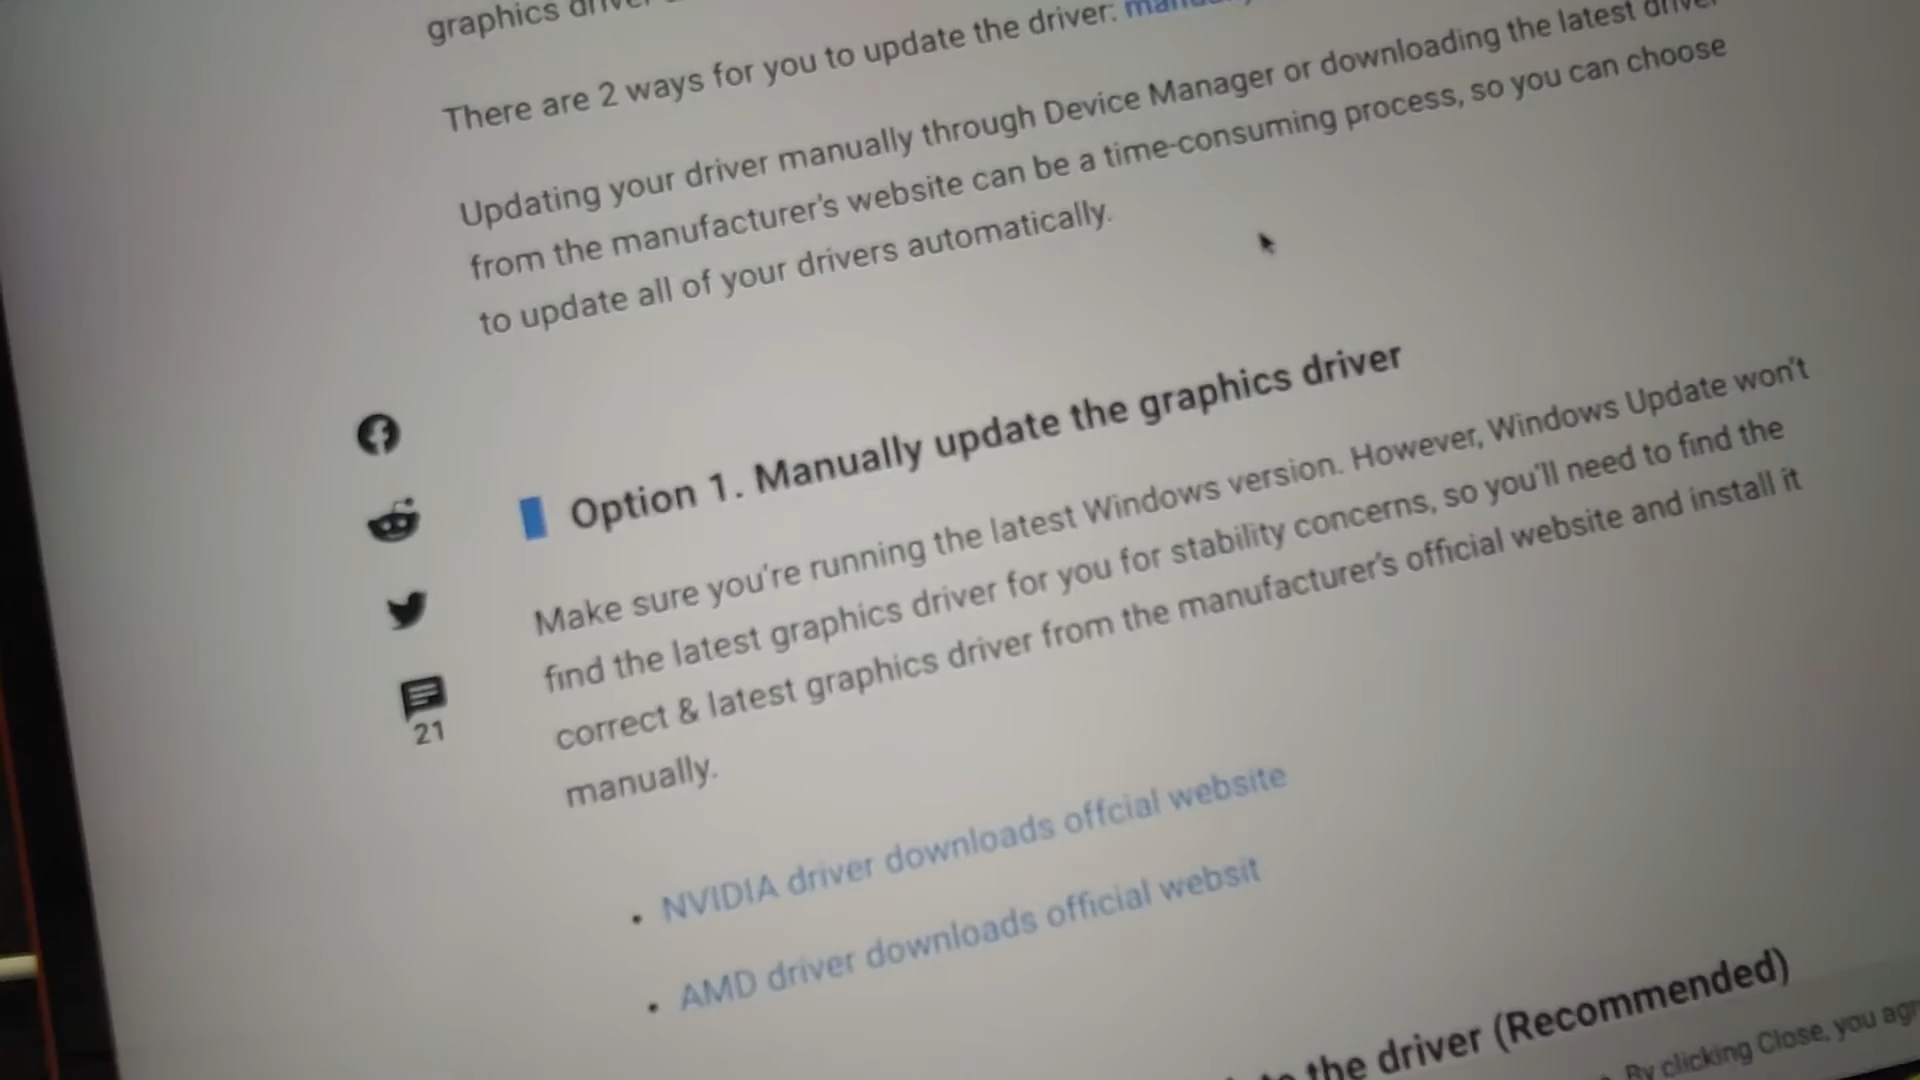 graphics driver
There are 2 ways for you to update the driver:
Updating your driver manually through Device Manager or downloading the latest driver
from the manufacturer's website can be a time-consuming process, so you can choose
to update all of your drivers automatically.
Option 1. Manually update the graphics driver
Make sure you're running the latest Windows version. However, Windows Update won't
find the latest graphics driver for you for stability concerns, so you'll need to find the
correct & latest graphics driver from the manufacturer's official website and install it
manually.
21
• NVIDIA driver downloads offcial website
• AMD driver downloads official websit
the driver (Recommended)
By clicking Close, you